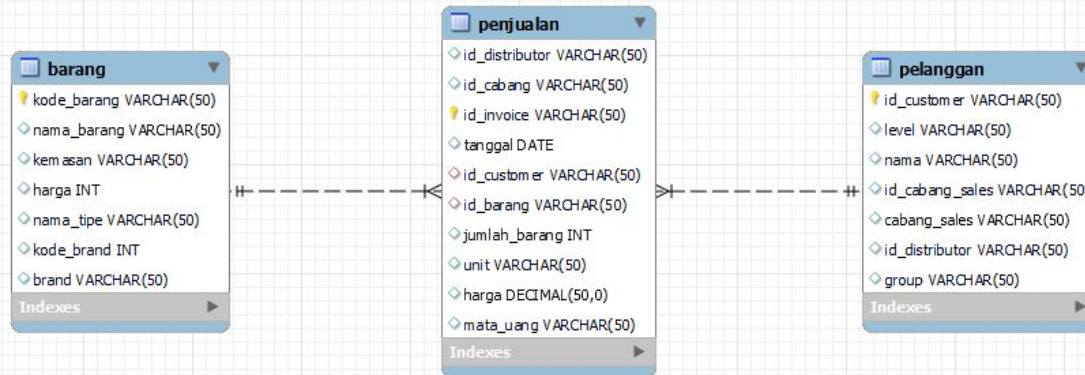 barang
kode_barang VARCHAR(50)
nama_barang VARCHAR(50)
kemasan VARCHAR(50)
harga INT
nama_tipe VARCHAR(50)
kode_brand INT
brand VARCHAR(50)
Indexes
penjualan
id_distributor VARCHAR(50)
id_cabang VARCHAR(50)
id_invoice VARCHAR(50)
tanggal DATE
id_customer VARCHAR(50)
id_barang VARCHAR(50)
jumlah_barang INT
unit VARCHAR(50)
harga DECIMAL(50,0)
mata_uang VARCHAR(50)
Indexes
pelanggan
id_customer VARCHAR(50)
level VARCHAR(50)
nama VARCHAR(50)
id_cabang_sales VARCHAR(50
cabang_sales VARCHAR(50)
id_distributor VARCHAR(50)
group VARCHAR(50)
Indexes